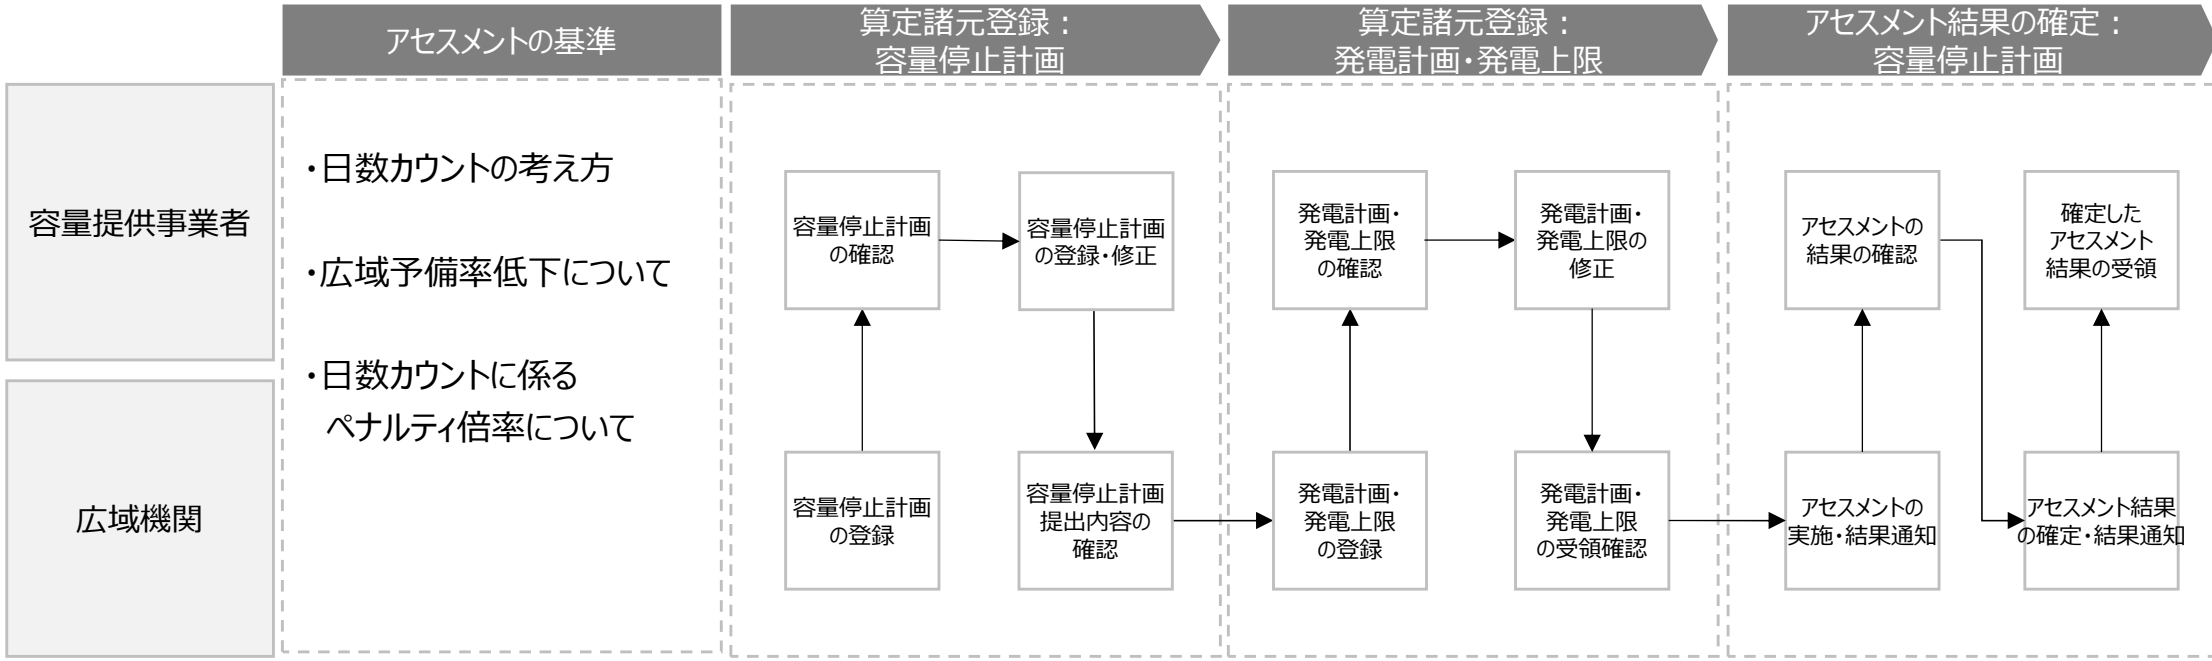 アセスメントの基準
算定諸元登録：
容量停止計画
算定諸元登録：
発電計画・発電上限
アセスメント結果の確定：
容量停止計画
容量提供事業者
広域機関
・日数カウントの考え方
・広域予備率低下について
・日数カウントに係る
ペナルティ倍率について
容量停止計画
の確認
容量停止計画
の登録・修正
容量停止計画
の登録
容量停止計画
提出内容の
確認
発電計画・
発電上限
の確認
発電計画・
発電上限の
修正
発電計画・
発電上限
の登録
発電計画・
発電上限
の受領確認
アセスメントの
結果の確認
確定した
アセスメント
結果の受領
アセスメントの
実施・結果通知
アセスメント結果
の確定・結果通知